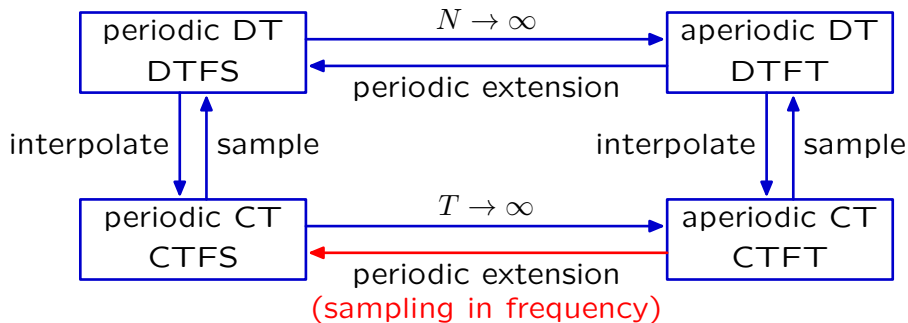 periodic DT
DTFS
N → ∞
periodic extension
aperiodic DT
DTFT
interpolate
sample
interpolate
sample
periodic CT
CTFS
T → ∞
periodic extension
(sampling in frequency)
aperiodic CT
CTFT